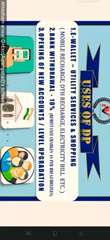 USES OF DP
1.E-WALLET - UTILITY SERVICES & SHOPPING
( MOBILE RECHARGE, DTH RECHARGE, ELECTRICITY BILL, ETC. )
2.BANK WITHDRAWAL - 10%
3.OPENING OF NEW ACCOUNTS / LEVEL UPGRADATION